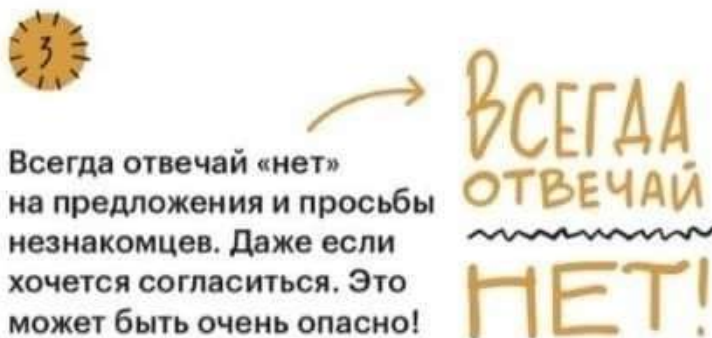 3
Всегда отвечай «нет»
на предложения и просьбы
незнакомцев. Даже если
хочется согласиться. Это
может быть очень опасно!
ВСЕГДА
ОТВЕЧАЙ
НЕТ!